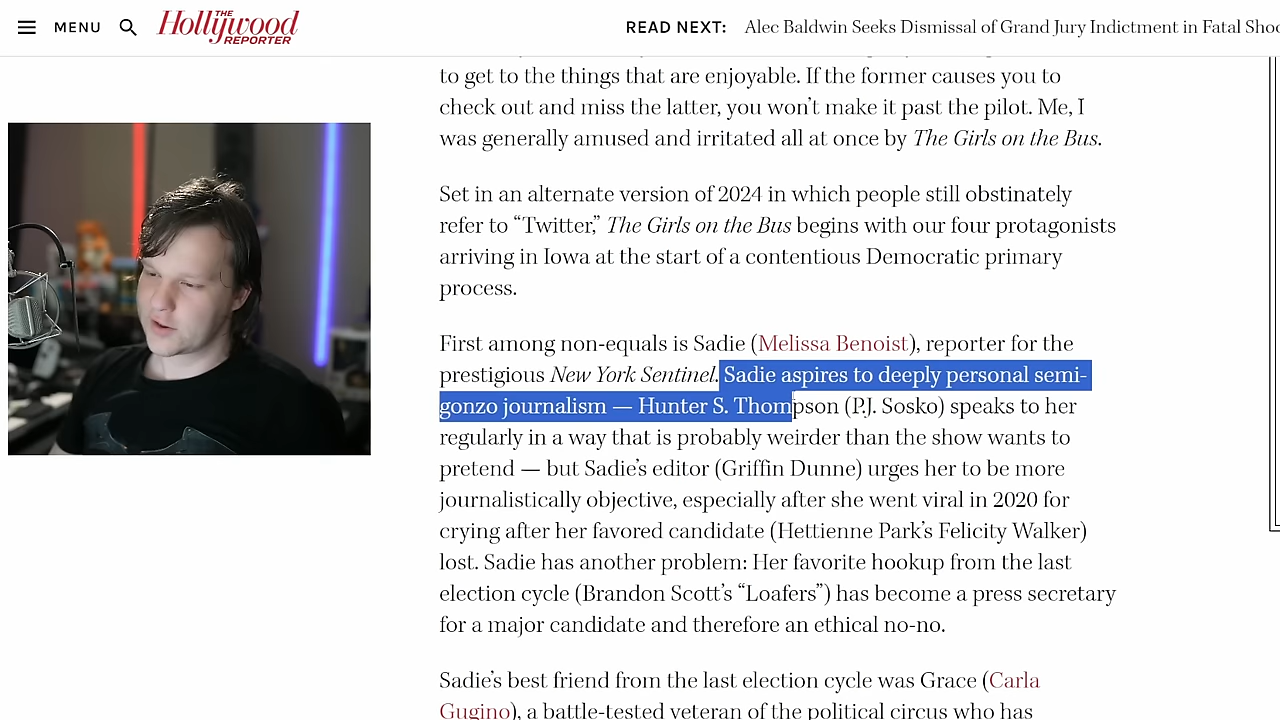 MENU
THE
Hollywood
REPORTER
READ NEXT: Alec Baldwin Seeks Dismissal of Grand Jury Indictment in Fatal Shoo
to get to the things that are enjoyable. If the former causes you to
check out and miss the latter, you won’t make it past the pilot. Me, I
was generally amused and irritated all at once by The Girls on the Bus.
Set in an alternate version of 2024 in which people still obstinately
refer to “Twitter,” The Girls on the Bus begins with our four protagonists
arriving in Iowa at the start of a contentious Democratic primary
process.
First among non-equals is Sadie (Melissa Benoist), reporter for the
prestigious New York Sentinel. Sadie aspires to deeply personal semi-
gonzo journalism — Hunter S. Thompson (P.J. Sosko) speaks to her
regularly in a way that is probably weirder than the show wants to
pretend — but Sadie’s editor (Griffin Dunne) urges her to be more
journalistically objective, especially after she went viral in 2020 for
crying after her favored candidate (Hettienne Park’s Felicity Walker)
lost. Sadie has another problem: Her favorite hookup from the last
election cycle (Brandon Scott’s “Loafers”) has become a press secretary
for a major candidate and therefore an ethical no-no.
Sadie’s best friend from the last election cycle was Grace (Carla
Gugino), a battle-tested veteran of the political circus who has